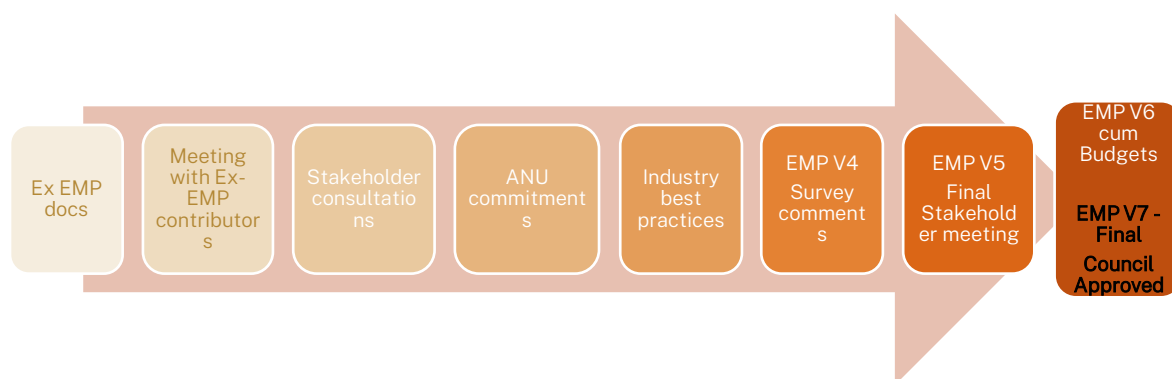 Ex EMP
docs
Meeting
with Ex-
EMP
contributor
s
Stakeholder
consultatio
ns
ANU
commitment
s
Industry
best
practices
EMP V4
Survey
comment
s
EMP V5
Final
Stakehold
er meeting
EMP V6
cum
Budgets
EMP V7 -
Final
Council
Approved